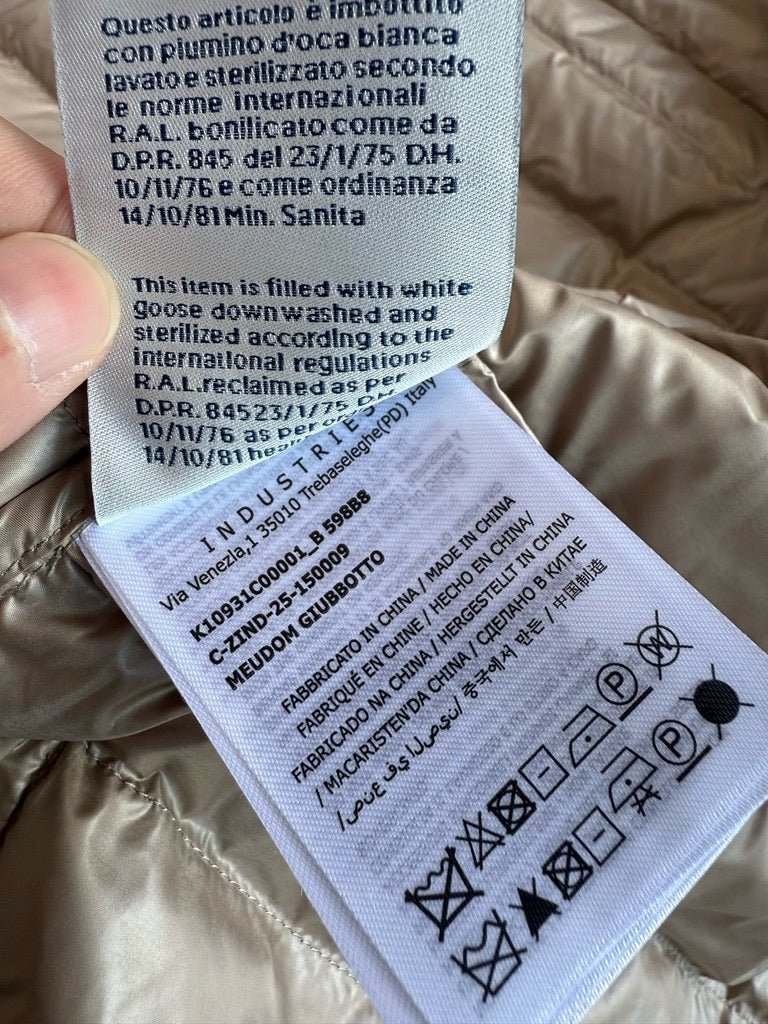 Questo articolo è imbottito
con piumino d'oca bianca
lavato e sterilizzato secondo
le norme internazionali
R.A.L. bonilicato come da
D.P.R. 845 del 23/1/75 D.H.
10/11/76 e come ordinanza
14/10/81 Min. Sanita
This item is filled with white
goose down washed and
sterilized according to the
international regulations
R.A.L.reclaimed as per
D.P.R. 84523/1/75 D.H.
10/11/76 as per
14/10/81
INDUSTRIES
Via Venezia,1 35010 Trebaseleghe(PD) Italy
K10931C00001_B 598B8
C-ZIND-25-150009
MEUDOM GIUBBOTTO
FABBRICATO IN CHINA / MADE IN CHINA
FABRIQUÉ EN CHINE / HECHO EN CHINA/
FABRICADO NA CHINA / HERGESTELLT IN CHINA
/ MACARISTEN'DA CHINA / СДЕЛАНО В КИТАЕ
/صنع في الصين/ 중국에서 만든 / 中国制造
P W
P